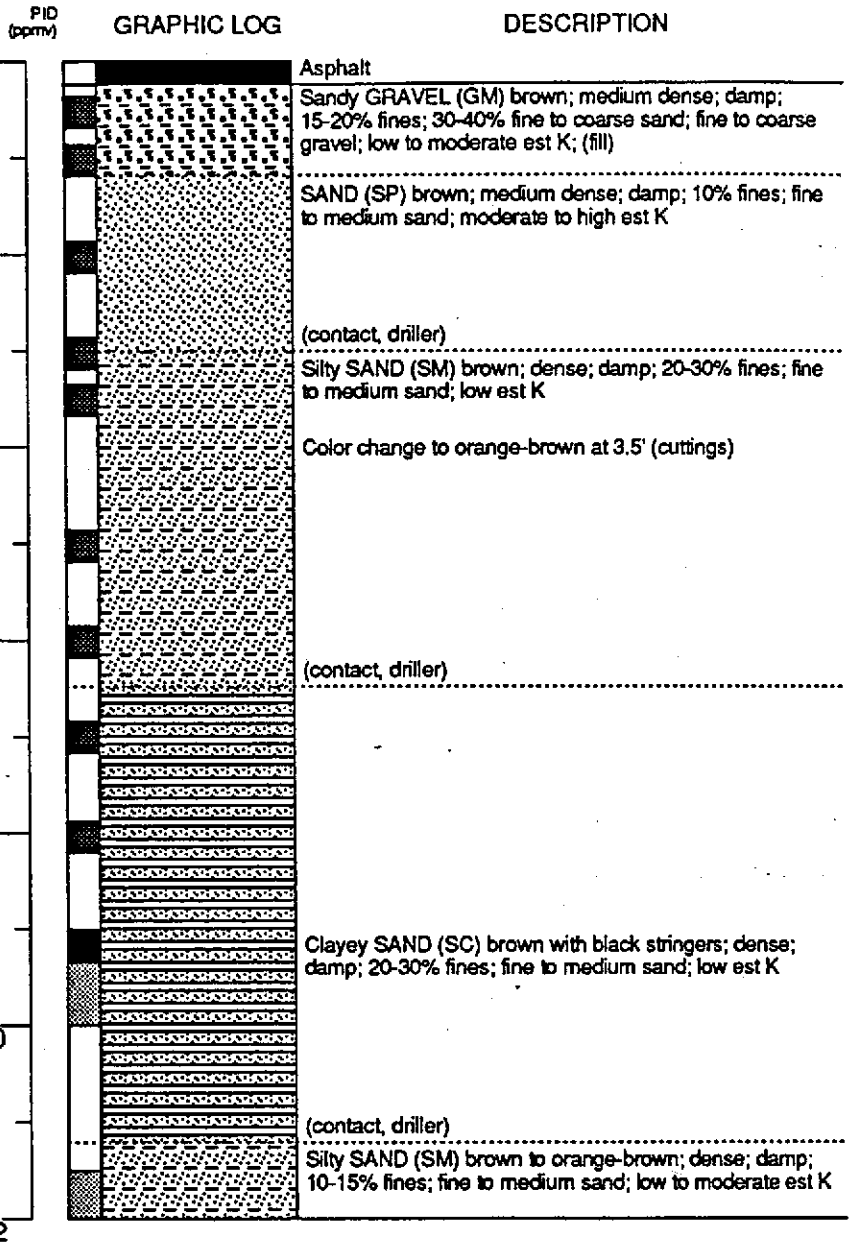 PID
(ppmv)
GRAPHIC LOG
DESCRIPTION
Asphalt
Sandy GRAVEL (GM) brown; medium dense; damp;
15-20% fines; 30-40% fine to coarse sand; fine to coarse
gravel; low to moderate est K; (fill)
SAND (SP) brown; medium dense; damp; 10% fines; fine
to medium sand; moderate to high est K
(contact, driller)
Silty SAND (SM) brown; dense; damp; 20-30% fines; fine
to medium sand; low est K
Color change to orange-brown at 3.5' (cuttings)
(contact, driller)
Clayey SAND (SC) brown with black stringers; dense;
damp; 20-30% fines; fine to medium sand; low est K
(contact, driller)
Silty SAND (SM) brown to orange-brown; dense; damp;
10-15% fines; fine to medium sand; low to moderate est K